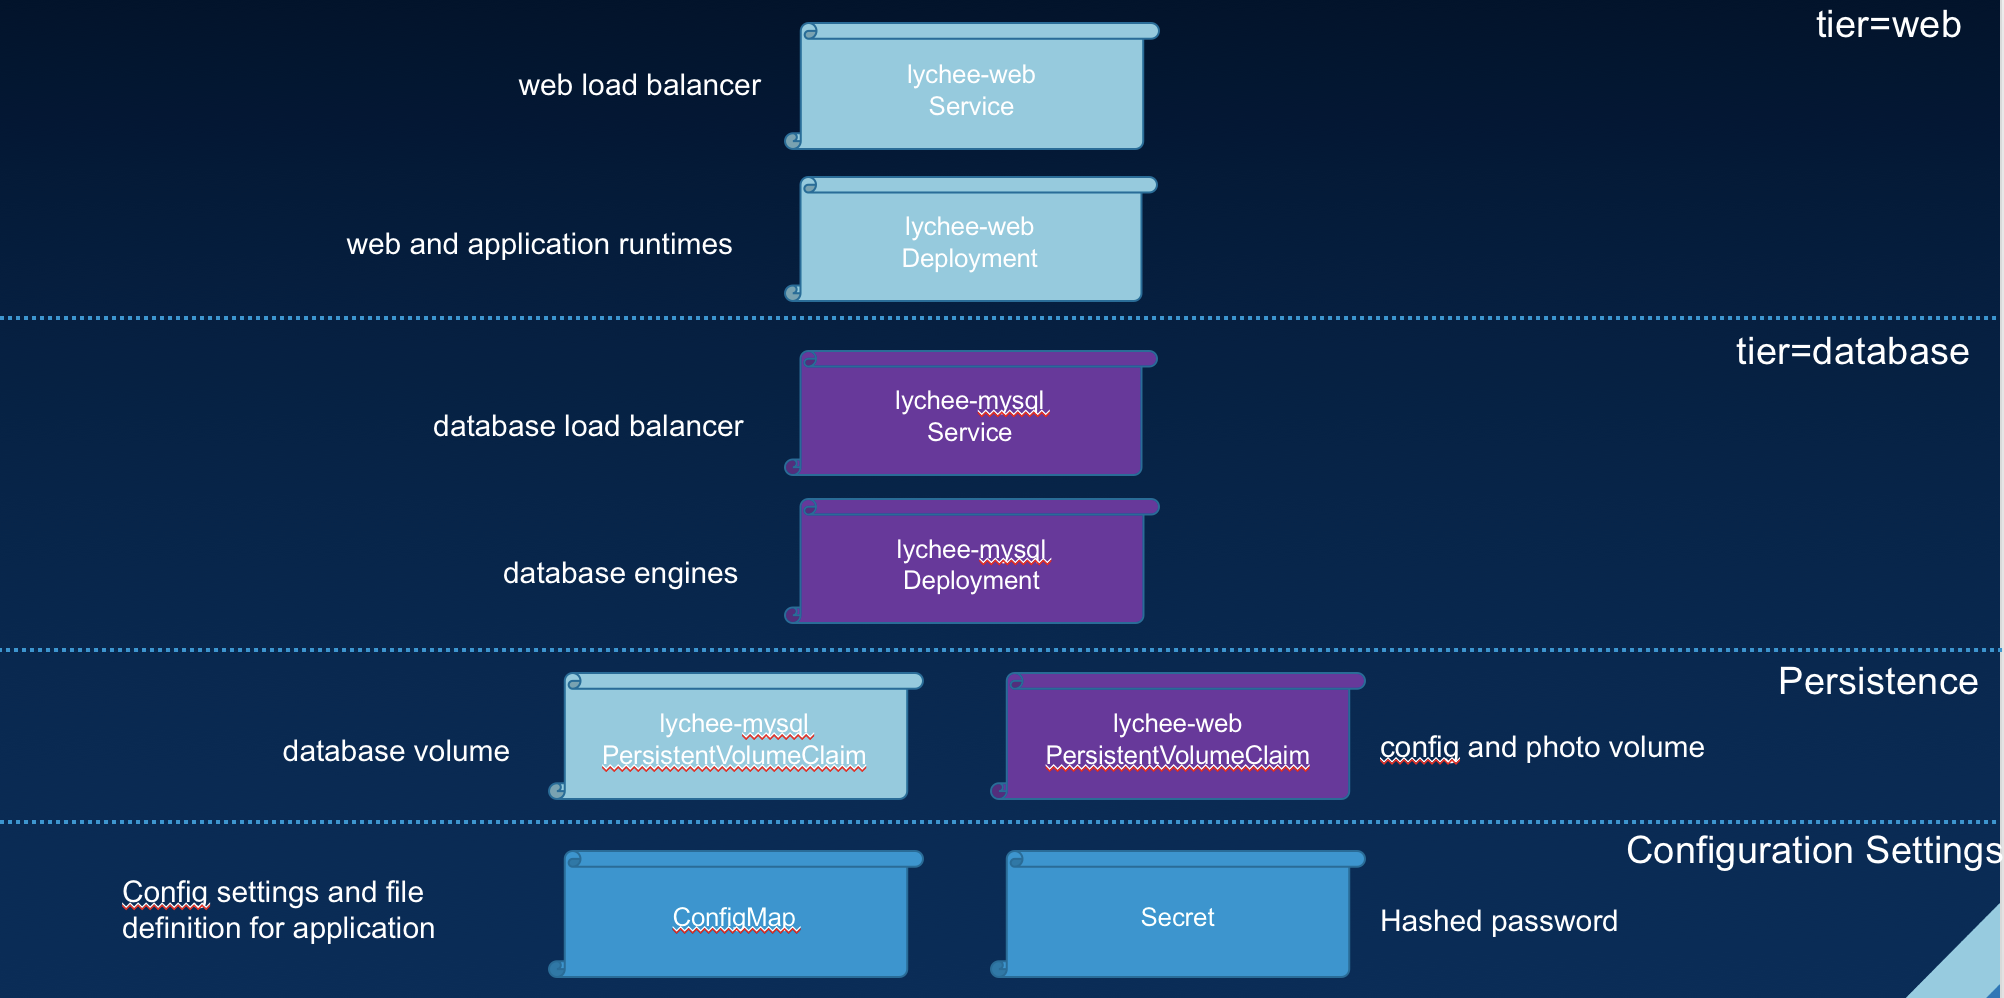 tier=web
web load balancer
lychee-web
Service
web and application runtimes
lychee-web
Deployment
tier=database
database load balancer
lychee-mysql
Service
database engines
lychee-mysql
Deployment
Persistence
database volume
lychee-mysql
PersistentVolumeClaim
lychee-web
PersistentVolumeClaim
config and photo volume
Configuration Settings
Config settings and file
definition for application
ConfigMap
Secret
Hashed password